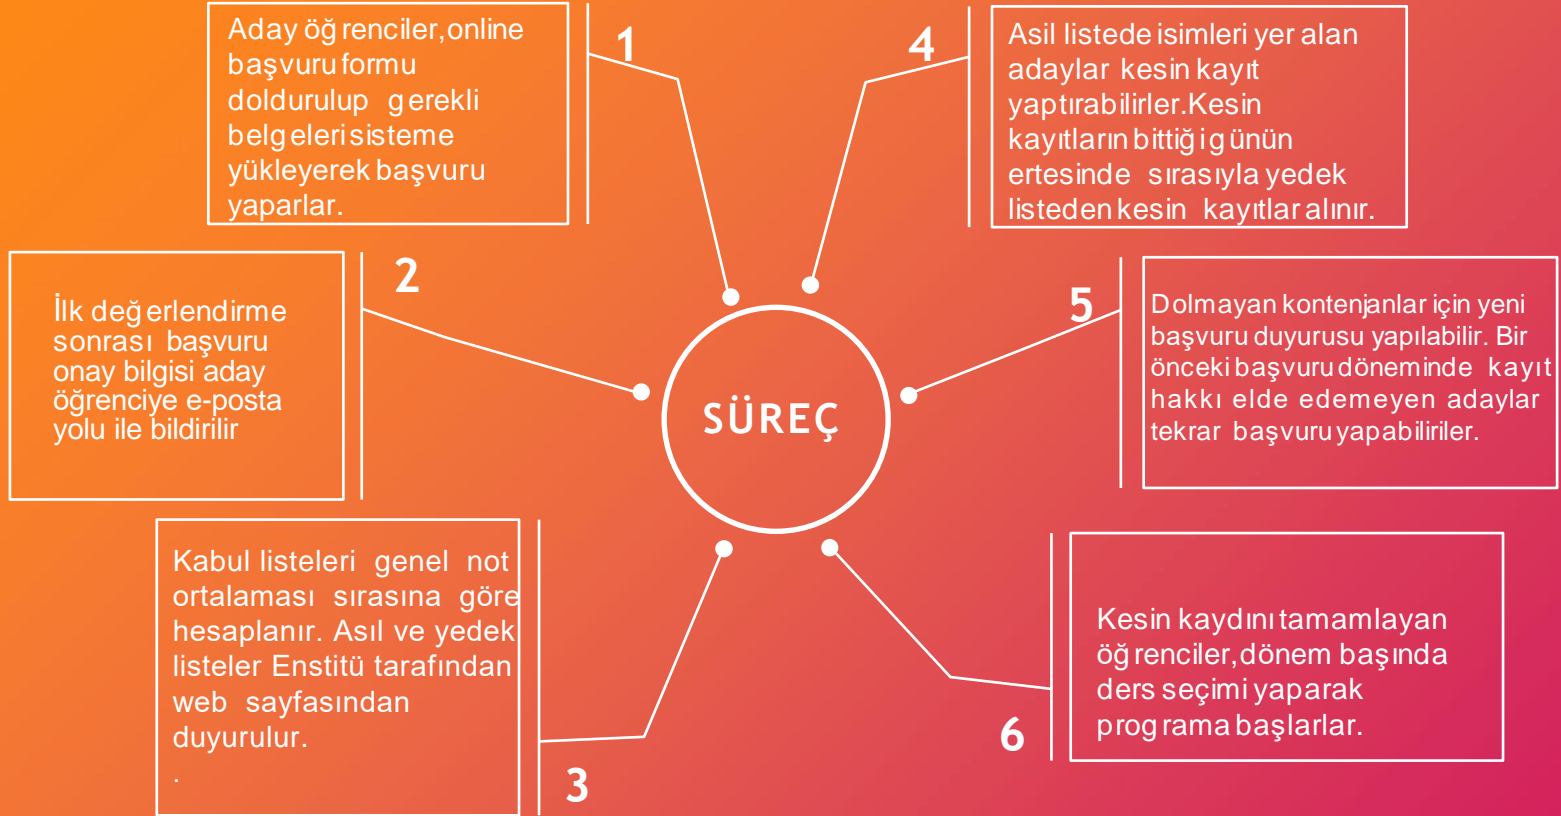 1
Aday öğrenciler,online
başvuru formu
doldurulup gerekli
belgeleri sisteme
yükleyerek başvuru
yaparlar.
2
İlk değerlendirme
sonrası başvuru
onay bilgisi aday
öğrenciye e-posta
yolu ile bildirilir
Kabul listeleri genel not
ortalaması sırasına göre
hesaplanır. Asıl ve yedek
listeler Enstitü tarafından
web sayfasından
duyurulur.
.
3
SÜREÇ
4
Asil listede isimleri yer alan
adaylar kesin kayıt
yaptırabilirler.Kesin
kayıtların bittiği günün
ertesinde sırasıyla yedek
listeden kesin kayıtlar alınır.
5
Dolmayan kontenjanlar için yeni
başvuru duyurusu yapılabilir. Bir
önceki başvuru döneminde kayıt
hakkı elde edemeyen adaylar
tekrar başvuru yapabiliriler.
Kesin kaydını tamamlayan
öğrenciler,dönem başında
ders seçimi yaparak
programa başlarlar.
6